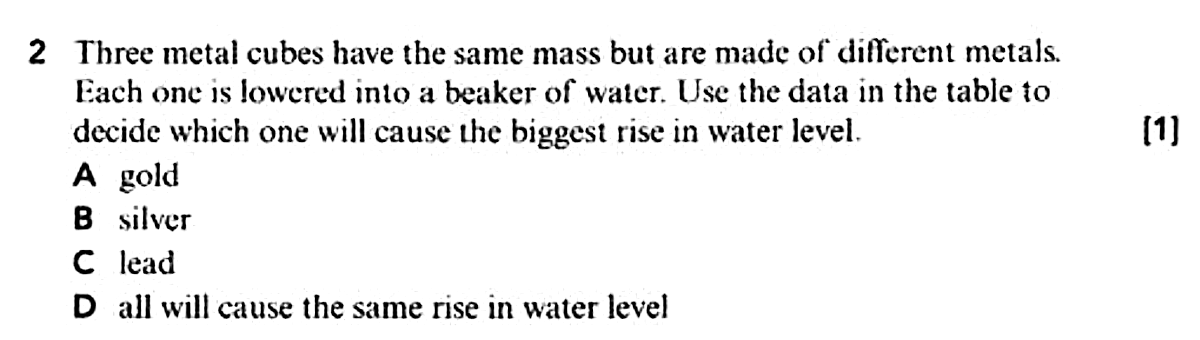 2 Three metal cubes have the same mass but are made of different metals.
Each one is lowered into a beaker of water. Use the data in the table to
decide which one will cause the biggest rise in water level. [1]
A gold
B silver
C lead
D all will cause the same rise in water level